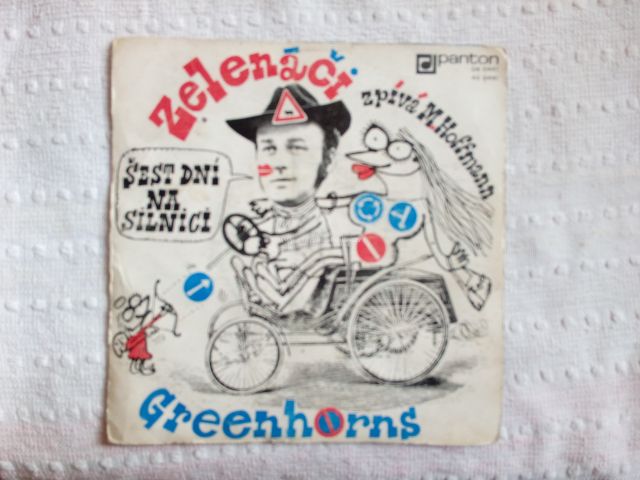 panton
Zelenáči
zpívá M. Hoffmann
ŠEST DNÍ
NA
SILNICI
Greenhorns